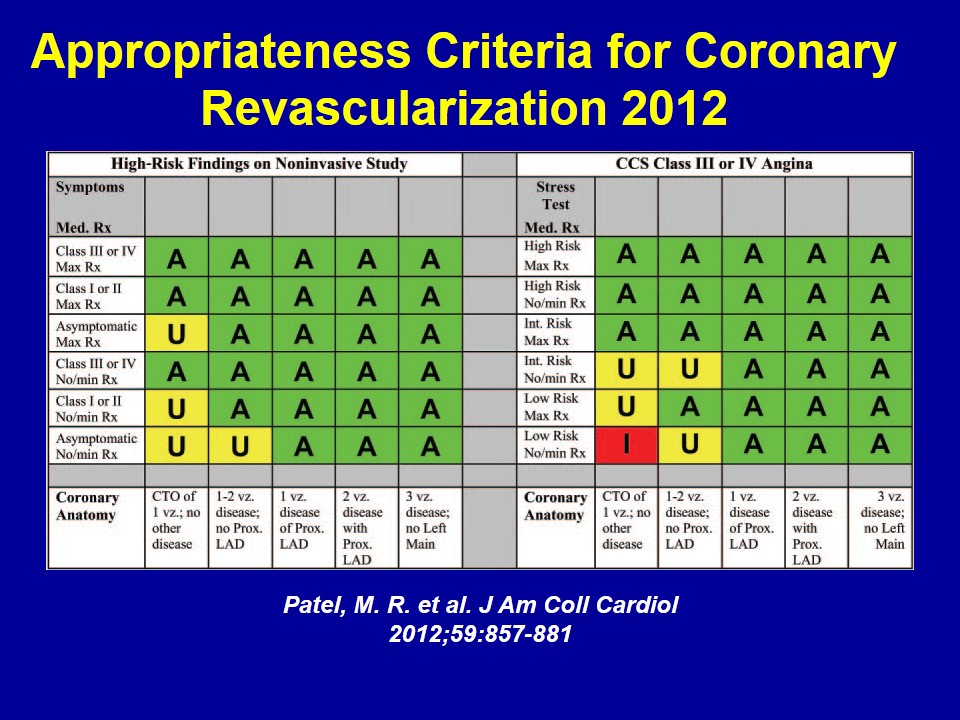 Appropriateness Criteria for Coronary
Revascularization 2012
High-Risk Findings on Noninvasive Study
CCS Class III or IV Angina
Symptoms
Med. Rx
Stress
Test
Med. Rx
Class III or IV
Max Rx
A A A A A
High Risk
Max Rx
A A A A A
Class I or II
Max Rx
A A A A A
High Risk
No/min Rx
A A A A A
Asymptomatic
Max Rx
U A A A A
Int. Risk
Max Rx
A A A A A
Class III or IV
No/min Rx
A A A A A
Int. Risk
No/min Rx
U U A A A
Class I or II
No/min Rx
U A A A A
Low Risk
Max Rx
U A A A A
Asymptomatic
No/min Rx
U U A A A
Low Risk
No/min Rx
I U A A A
Coronary
Anatomy
CTO of
1 vz.; no
other
disease
1-2 vz.
disease;
no Prox.
LAD
1 vz.
disease
of Prox.
LAD
2 vz.
disease
with
Prox.
LAD
3 vz.
disease;
no Left
Main
Coronary
Anatomy
CTO of
1 vz.; no
other
disease
1-2 vz.
disease;
no Prox.
LAD
1 vz.
disease
of Prox.
LAD
2 vz.
disease
with
Prox.
LAD
3 vz.
disease;
no Left
Main
Patel, M. R. et al. J Am Coll Cardiol
2012;59:857-881